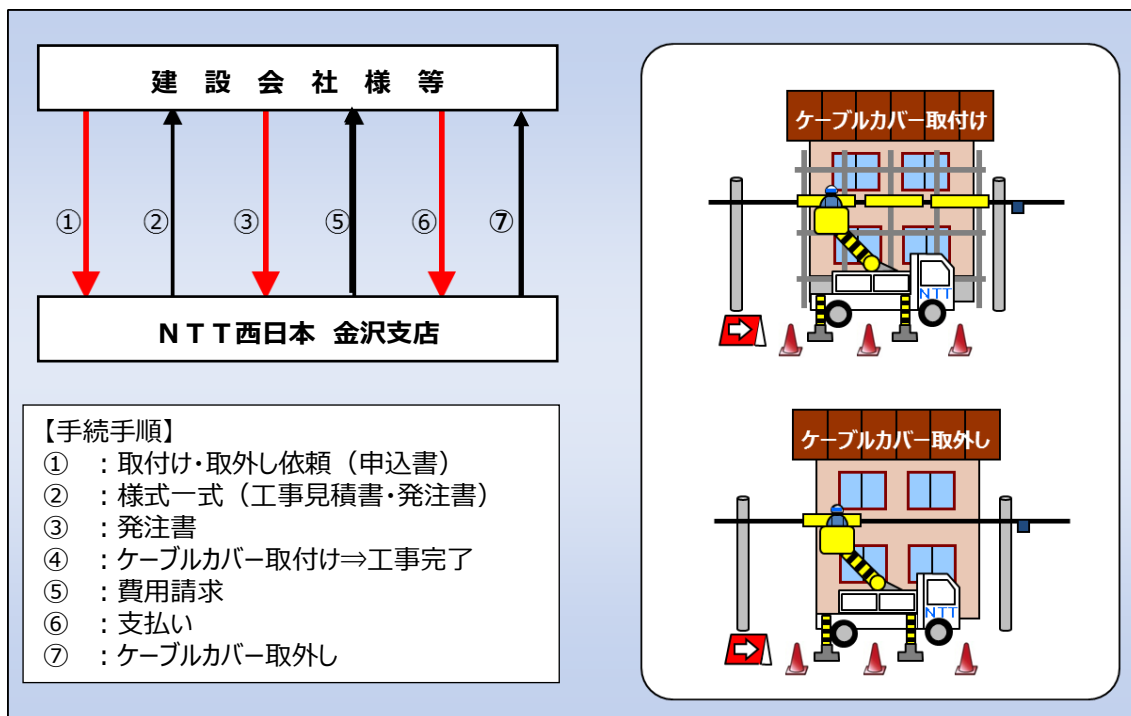 建 設 会 社 様 等
① ② ③ ⑤ ⑥ ⑦
NTT西日本 金沢支店
【手続手順】
① :取付け・取外し依頼(申込書)
② :様式一式(工事見積書・発注書)
③ :発注書
④ :ケーブルカバー取付け⇒工事完了
⑤ :費用請求
⑥ :支払い
⑦ :ケーブルカバー取外し
ケーブルカバー取付け
NTT
ケーブルカバー取外し
NTT